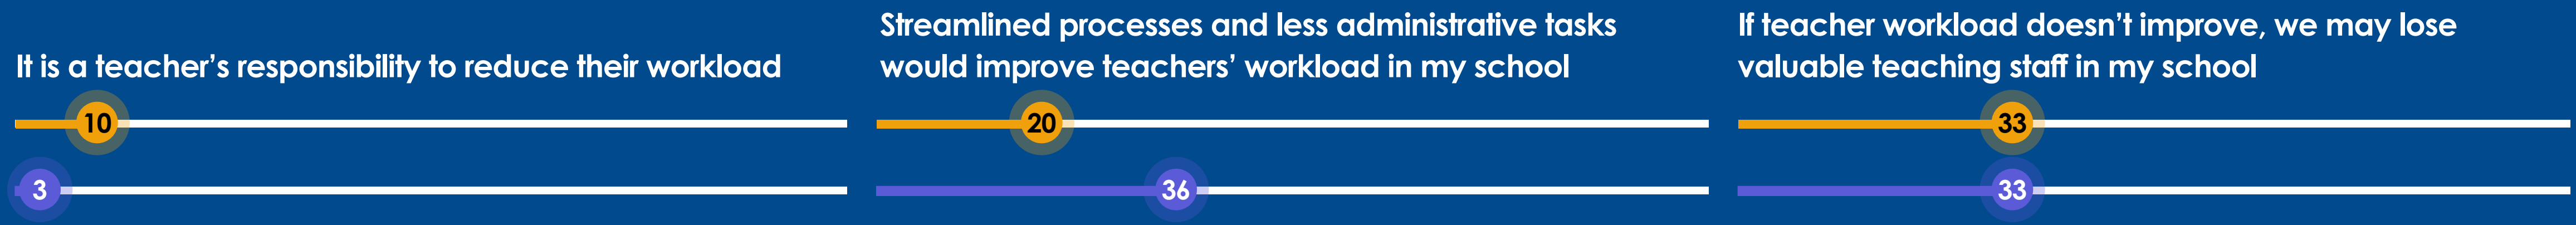 It is a teacher’s responsibility to reduce their workload
10
3
Streamlined processes and less administrative tasks
would improve teachers’ workload in my school
20
36
If teacher workload doesn’t improve, we may lose
valuable teaching staff in my school
33
33